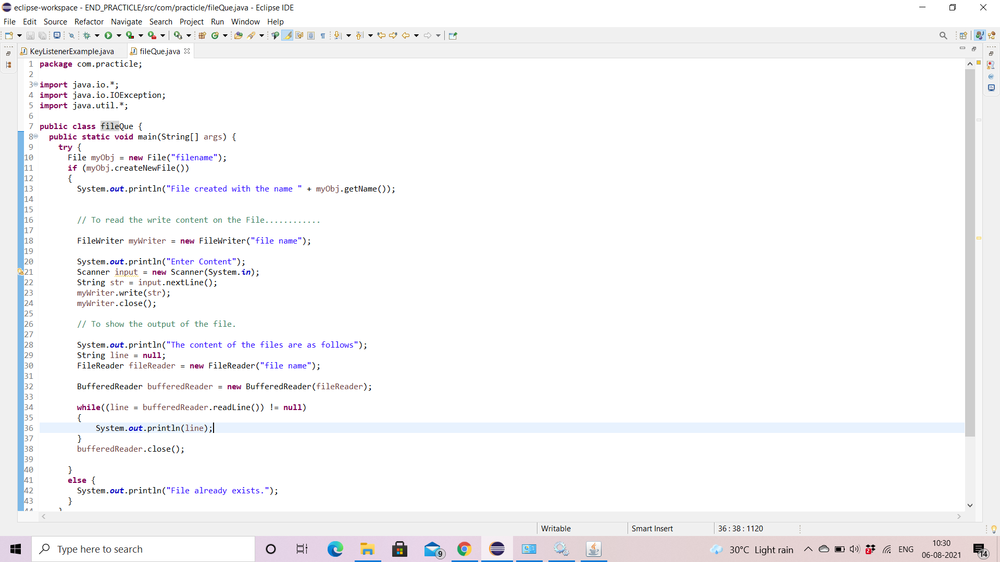 eclipse-workspace - END_PRACTICLE/src/com/practicle/fileQue.java - Eclipse IDE
File Edit Source Refactor Navigate Search Project Run Window Help
KeyListenerExample.java fileQue.java
1 package com.practicle;
2
3 import java.io.*;
4 import java.io.IOException;
5 import java.util.*;
6
7 public class fileQue {
8 public static void main(String[] args) {
9 try {
10 File myObj = new File("filename");
11 if (myObj.createNewFile())
12 {
13 System.out.println("File created with the name " + myObj.getName());
14
15
16 // To read the write content on the File............
17
18 FileWriter myWriter = new FileWriter("file name");
19
20 System.out.println("Enter Content");
21 Scanner input = new Scanner(System.in);
22 String str = input.nextLine();
23 myWriter.write(str);
24 myWriter.close();
25
26 // To show the output of the file.
27
28 System.out.println("The content of the files are as follows");
29 String line = null;
30 FileReader fileReader = new FileReader("file name");
31
32 BufferedReader bufferedReader = new BufferedReader(fileReader);
33
34 while((line = bufferedReader.readLine()) != null)
35 {
36 System.out.println(line);
37 }
38 bufferedReader.close();
39
40 }
41 else {
42 System.out.println("File already exists.");
43 }
44 }
Writable Smart Insert 36 : 38 : 1120
Type here to search 9 30°C Light rain 2 ENG 10:30 14
06-08-2021